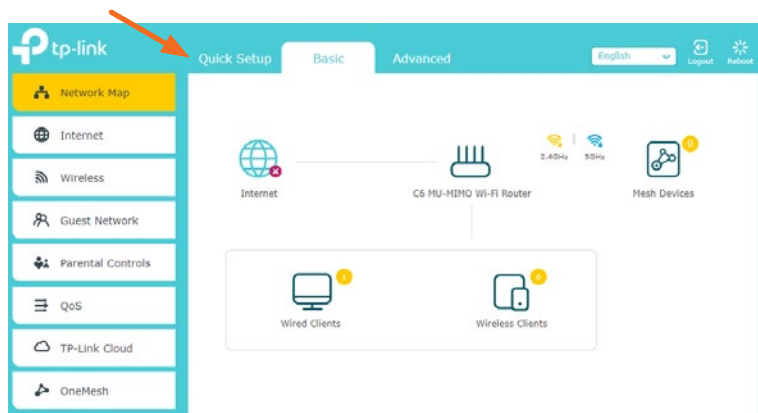 tp-link
Quick Setup
Basic
Advanced
English
Logout
Reboot
Network Map
Internet
Wireless
Guest Network
Parental Controls
QoS
TP-Link Cloud
OneMesh
Internet
C6 MU-MIMO Wi-Fi Router
2.4GHz
5GHz
0
Mesh Devices
1
Wired Clients
0
Wireless Clients